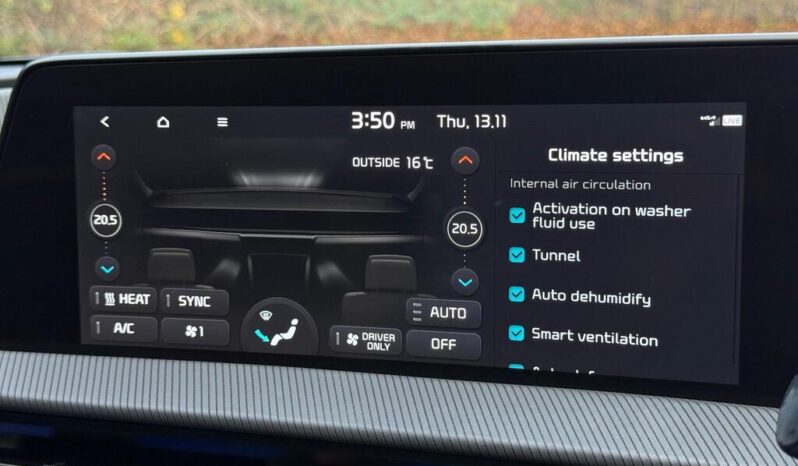 3:50 PM Thu, 13.11
KIA LIVE
OUTSIDE 16°C
Climate settings
Internal air circulation
Activation on washer
fluid use
Tunnel
Auto dehumidify
Smart ventilation
20.5
20.5
HEAT
SYNC
AUTO
A/C
1
DRIVER
ONLY
OFF